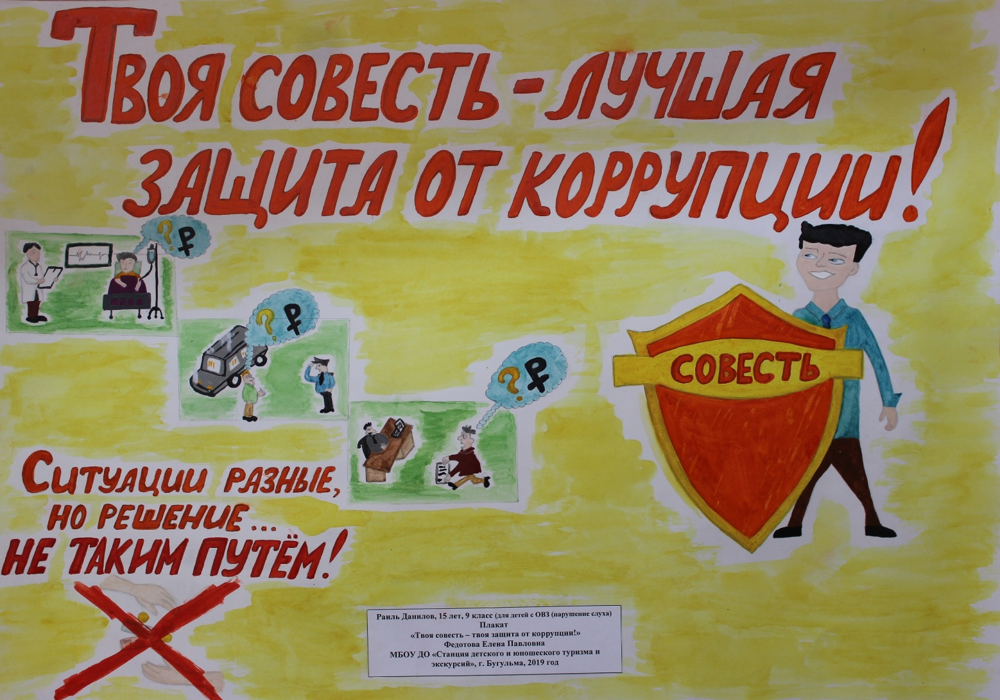 Твоя совесть - лучшая
защита от коррупции!
? ₽
? ₽
? ₽
СОВЕСТЬ
Ситуации разные,
но решение...
не таким путём!
Раиль Данилов, 15 лет, 9 класс (для детей с ОВЗ (нарушение слуха)
Плакат
«Твоя совесть – твоя защита от коррупции!»
Федотова Елена Павловна
МБОУ ДО «Станция детского и юношеского туризма и
экскурсий», г. Бугульма, 2019 год